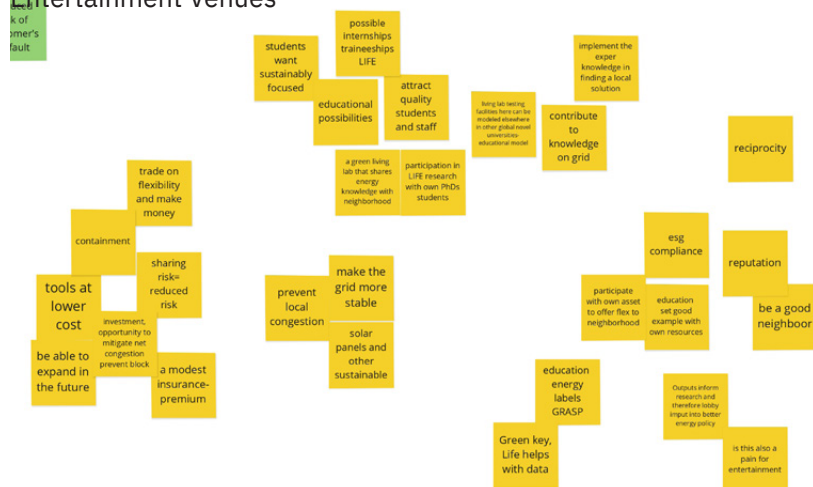 Entertainment venues
k of
omer's
fault
students
want
sustainably
focused
possible
internships
traineeships
LIFE
educational
possibilities
attract
quality
students
and staff
living lab testing
facilities here can be
modeled elsewhere
in other global novel
universities-
educational model
implement the
exper
knowledge in
finding a local
solution
contribute
to
knowledge
on grid
reciprocity
a green living
lab that shares
energy
knowledge with
neighborhood
participation in
LIFE research
with own PhDs
students
trade on
flexibility
and make
money
containment
sharing
risk=
reduced
risk
tools at
lower
cost
investment,
opportunity to
mitigate net
congestion
prevent block
be able to
expand in
the future
a modest
insurance-
premium
prevent
local
congestion
make the
grid more
stable
solar
panels and
other
sustainable
esg
compliance
reputation
participate
with own asset
to offer flex to
neighborhood
education
set good
example with
own resources
be a good
neighboor
education
energy
labels
GRASP
Green key,
Life helps
with data
Outputs inform
research and
therefore lobby
imput into better
energy policy
is this also a
pain for
entertainment